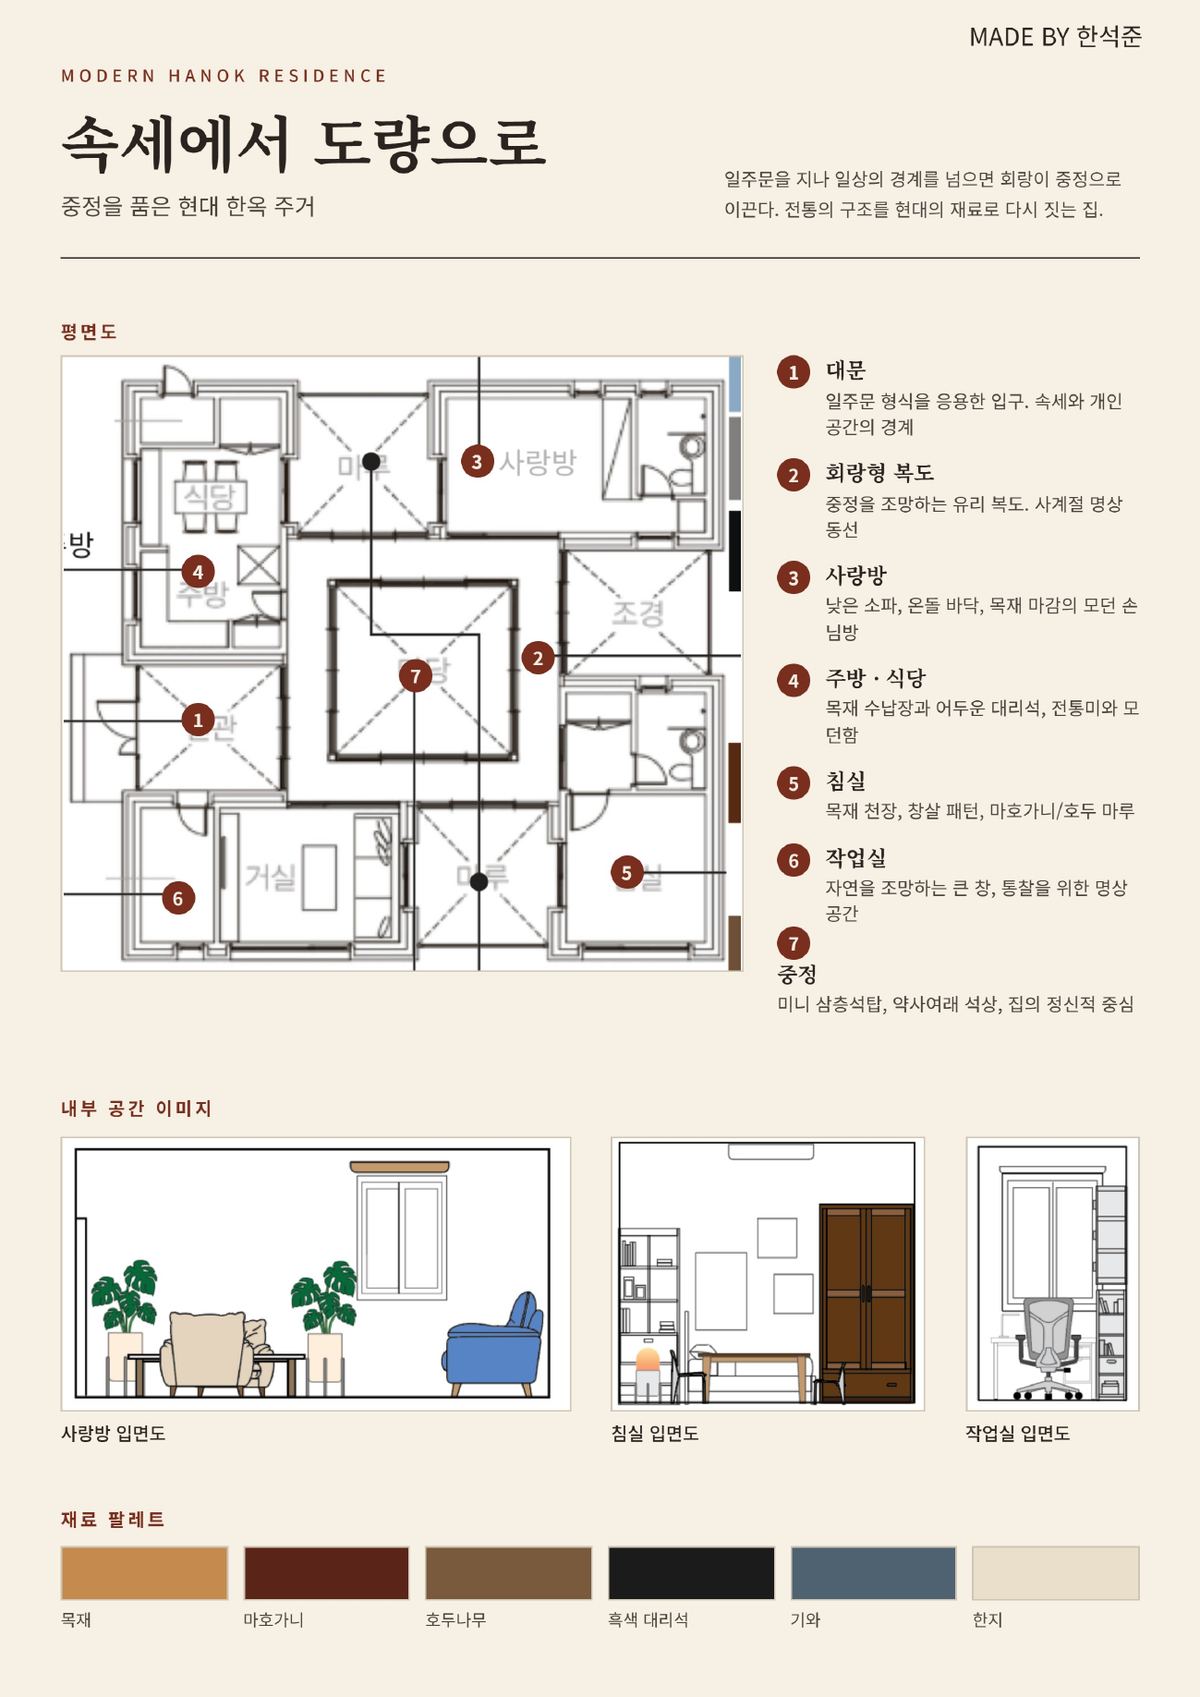 MADE BY 한석준
MODERN HANOK RESIDENCE
속세에서 도량으로
중정을 품은 현대 한옥 주거
일주문을 지나 일상의 경계를 넘으면 회랑이 중정으로
이끈다. 전통의 구조를 현대의 재료로 다시 짓는 집.
평면도
마루
3 사랑방
식당
방
4
주방
조경
2
7
당
1
관
거실
마루
5
실
6
1 대문
일주문 형식을 응용한 입구. 속세와 개인
공간의 경계
2 회랑형 복도
중정을 조망하는 유리 복도. 사계절 명상
동선
3 사랑방
낮은 소파, 온돌 바닥, 목재 마감의 모던 손
님방
4 주방 · 식당
목재 수납장과 어두운 대리석, 전통미와 모
던함
5 침실
목재 천장, 창살 패턴, 마호가니/호두 마루
6 작업실
자연을 조망하는 큰 창, 통찰을 위한 명상
공간
7
중정
미니 삼층석탑, 약사여래 석상, 집의 정신적 중심
내부 공간 이미지
사랑방 입면도
침실 입면도
작업실 입면도
재료 팔레트
목재
마호가니
호두나무
흑색 대리석
기와
한지